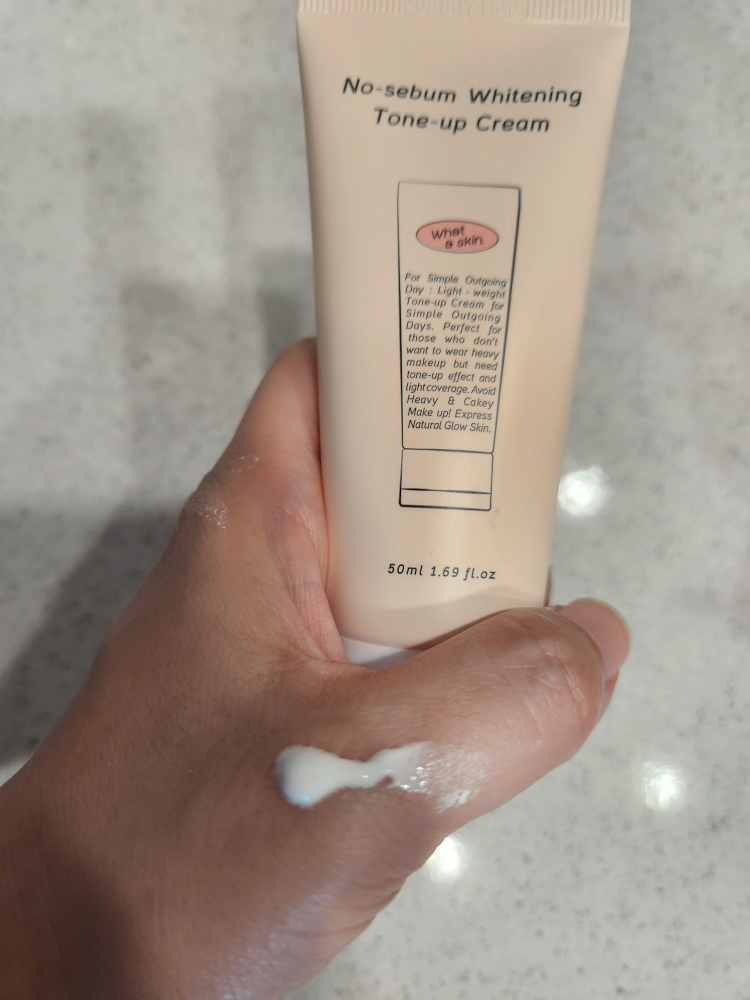 No-sebum Whitening
Tone-up Cream
What
a skin.
For Simple Outgoing
Day : Light - weight
Tone-up Cream for
Simple Outgoing
Days. Perfect for
those who don't
want to wear heavy
makeup but need
tone-up effect and
lightcoverage. Avoid
Heavy & Cakey
Make up! Express
Natural Glow Skin.
50ml 1.69 fl.oz